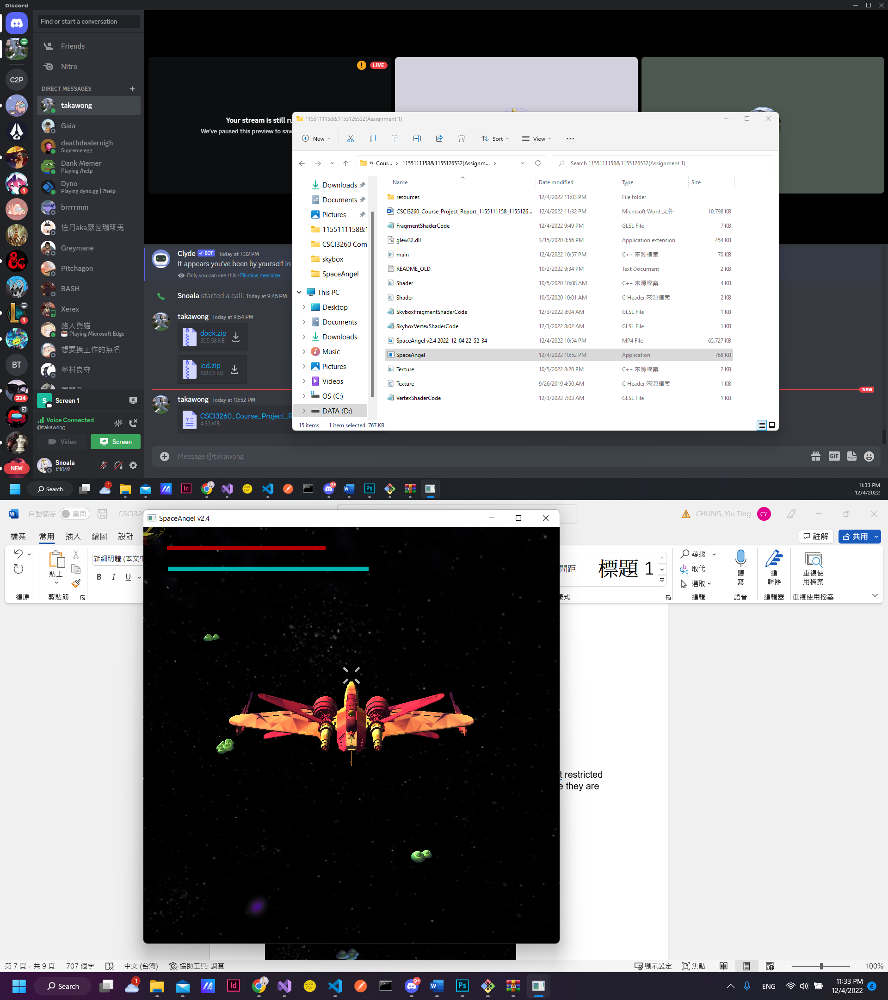 Discord
Find or start a conversation
Friends
Nitro
DIRECT MESSAGES
takawong
Gaia
deathdealernigh
Supreme egg
Dank Memer
Playing /help
Dyno
Playing dyno.gg | ?help
brrrrmm
佐月aka厭世珈琲兎
Greymane
Pitchagon
BASH
Xerex
路人與貓
Playing Microsoft Edge
想要換工作的無名
墨村良守
C2P
1
1
BT
334
NEW
S
Screen 1
Voice Connected
@takawong
Video
Screen
Snoala
#1069
LIVE
Your stream is still ru
We've paused this preview to save
Clyde BOT Today at 7:32 PM
It appears you've been by yourself in
Only you can see this • Dismiss message
Snoala started a call. Today at 9:45 PM
takawong Today at 9:54 PM
dock.zip
305.58 KB
led.zip
122.05 KB
NEW
takawong Today at 10:52 PM
CSCI3260_Course_Project_R
4.83 MB
Message @takawong
GIF
1155111158&1155126532(Assignment 1)
New
Sort
View
« Cour... › 1155111158&1155126532(Assignm... ›
Search 1155111158&1155126532(Assignment 1)
Downloads
Documents
Pictures
1155111158&1
CSCI3260 Com
skybox
SpaceAngel
This PC
Desktop
Documents
Downloads
Music
Pictures
Videos
OS (C:)
DATA (D:)
Name Date modified Type Size
resources 12/4/2022 11:03 PM File folder
CSCI3260_Course_Project_Report_1155111158_1155126... 12/4/2022 11:32 PM Microsoft Word 文件 10,798 KB
FragmentShaderCode 12/4/2022 9:49 PM GLSL File 7 KB
glew32.dll 3/15/2020 8:56 PM Application extension 454 KB
main 12/4/2022 10:57 PM C++ 來源檔案 70 KB
README_OLD 10/2/2022 9:34 PM Text Document 2 KB
Shader 10/5/2020 10:08 AM C++ 來源檔案 4 KB
Shader 10/5/2020 10:01 AM C Header 來源檔案 2 KB
SkyboxFragmentShaderCode 12/3/2022 8:04 AM GLSL File 1 KB
SkyboxVertexShaderCode 12/3/2022 8:02 AM GLSL File 1 KB
SpaceAngel v2.4 2022-12-04 22-52-34 12/4/2022 10:54 PM MP4 File 65,727 KB
SpaceAngel 12/4/2022 10:52 PM Application 768 KB
Texture 10/5/2022 8:20 PM C++ 來源檔案 2 KB
Texture 9/26/2019 4:50 AM C Header 來源檔案 1 KB
VertexShaderCode 12/3/2022 7:03 AM GLSL File 1 KB
15 items 1 item selected 767 KB
Search
1
Id
9+
Ps
11:33 PM
12/4/2022
自動儲存 關閉 CSCI32
SpaceAngel v2.4
CHUNG, Yiu Ting CY
檔案 常用 插入 繪圖 設計
註解 共用
貼上
新細明體 (本文中
B I U
復原 剪貼簿
間距 標題 1
樣式
尋找
取代
選取
編輯
聽
寫
語音
編
輯器
編輯器
重複使
用檔案
重複使用檔案
t restricted
e they are
第 7 頁，共 9 頁 707 個字 中文 (台灣) 協助工具: 調查
顯示設定 焦點 100%
Search
1
Id
9+
Ps
ENG
11:33 PM
12/4/2022
6